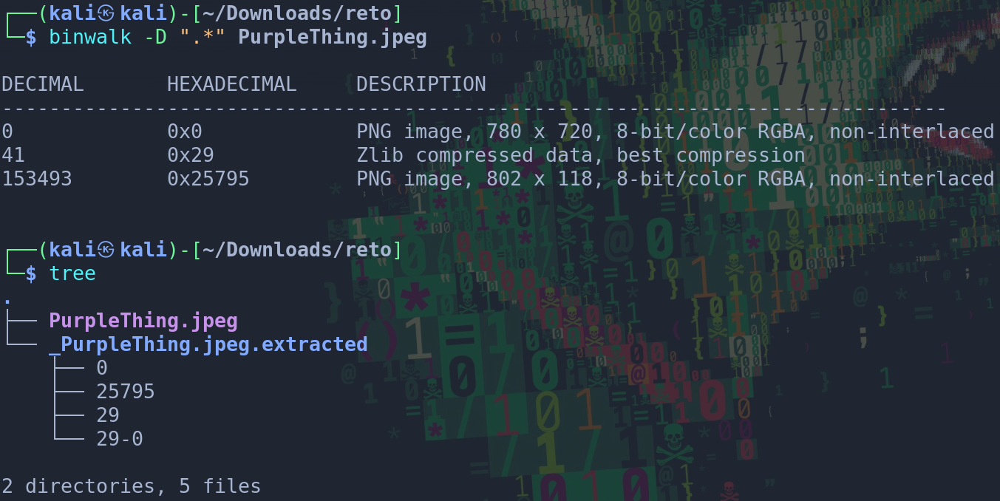 ┌──(kali㉿kali)-[~/Downloads/reto]
└─$ binwalk -D ".*" PurpleThing.jpeg
DECIMAL       HEXADECIMAL     DESCRIPTION
--------------------------------------------------------------------------------
0             0x0             PNG image, 780 x 720, 8-bit/color RGBA, non-interlaced
41            0x29            Zlib compressed data, best compression
153493        0x25795         PNG image, 802 x 118, 8-bit/color RGBA, non-interlaced
┌──(kali㉿kali)-[~/Downloads/reto]
└─$ tree
.
├── PurpleThing.jpeg
└── _PurpleThing.jpeg.extracted
    ├── 0
    ├── 25795
    ├── 29
    └── 29-0
2 directories, 5 files